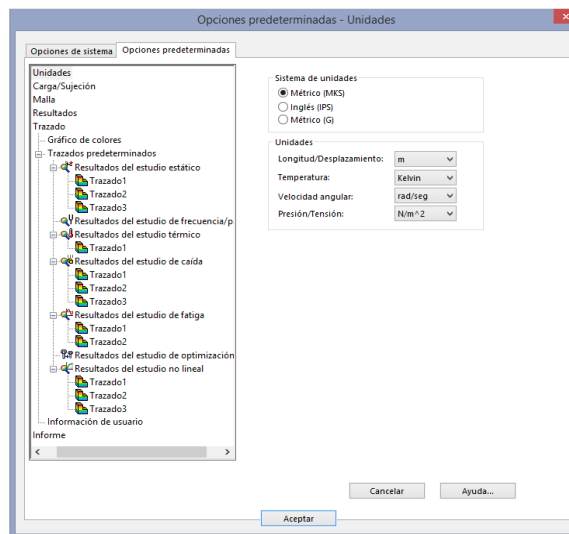 Opciones predeterminadas - Unidades
Opciones de sistema
Opciones predeterminadas
Unidades
Carga/Sujeción
Malla
Resultados
Trazado
Gráfico de colores
Trazados predeterminados
Resultados del estudio estático
Trazado1
Trazado2
Trazado3
Resultados del estudio de frecuencia/p
Resultados del estudio térmico
Trazado1
Resultados del estudio de caída
Trazado1
Trazado2
Trazado3
Resultados del estudio de fatiga
Trazado1
Trazado2
Resultados del estudio de optimización
Resultados del estudio no lineal
Trazado1
Trazado2
Trazado3
Información de usuario
Informe
Sistema de unidades
Métrico (MKS)
Inglés (IPS)
Métrico (G)
Unidades
Longitud/Desplazamiento: m
Temperatura: Kelvin
Velocidad angular: rad/seg
Presión/Tensión: N/m^2
Cancelar
Ayuda...
Aceptar